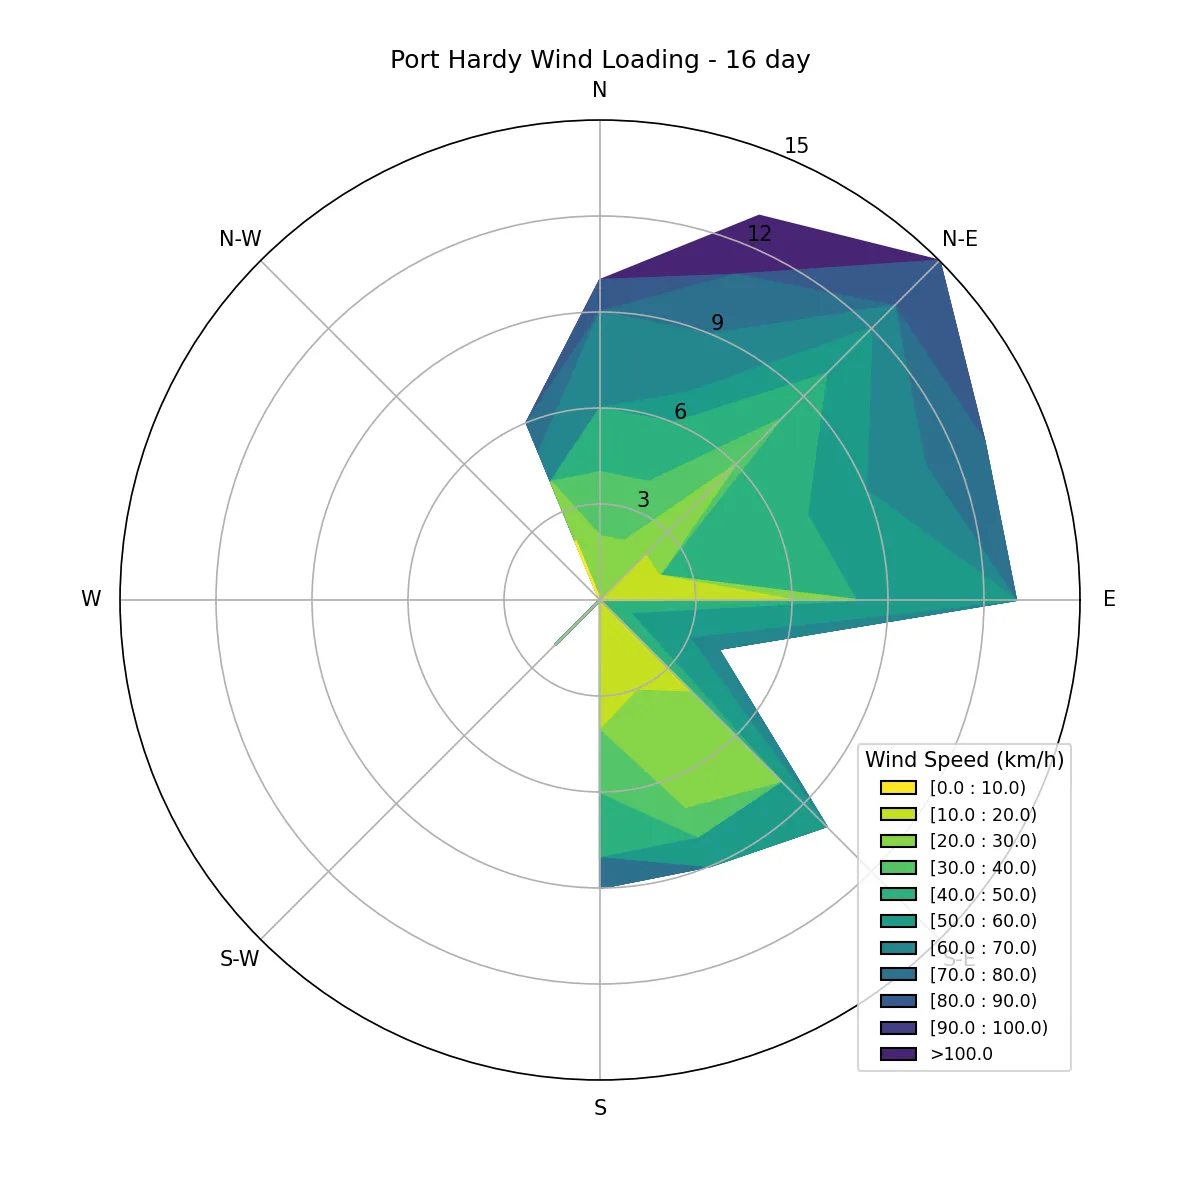 Port Hardy Wind Loading - 16 day
N
15
12
N-W
N-E
9
6
3
W
E
Wind Speed (km/h)
[0.0 : 10.0)
[10.0 : 20.0)
[20.0 : 30.0)
[30.0 : 40.0)
[40.0 : 50.0)
[50.0 : 60.0)
[60.0 : 70.0)
[70.0 : 80.0)
[80.0 : 90.0)
[90.0 : 100.0)
>100.0
S-W
S-E
S